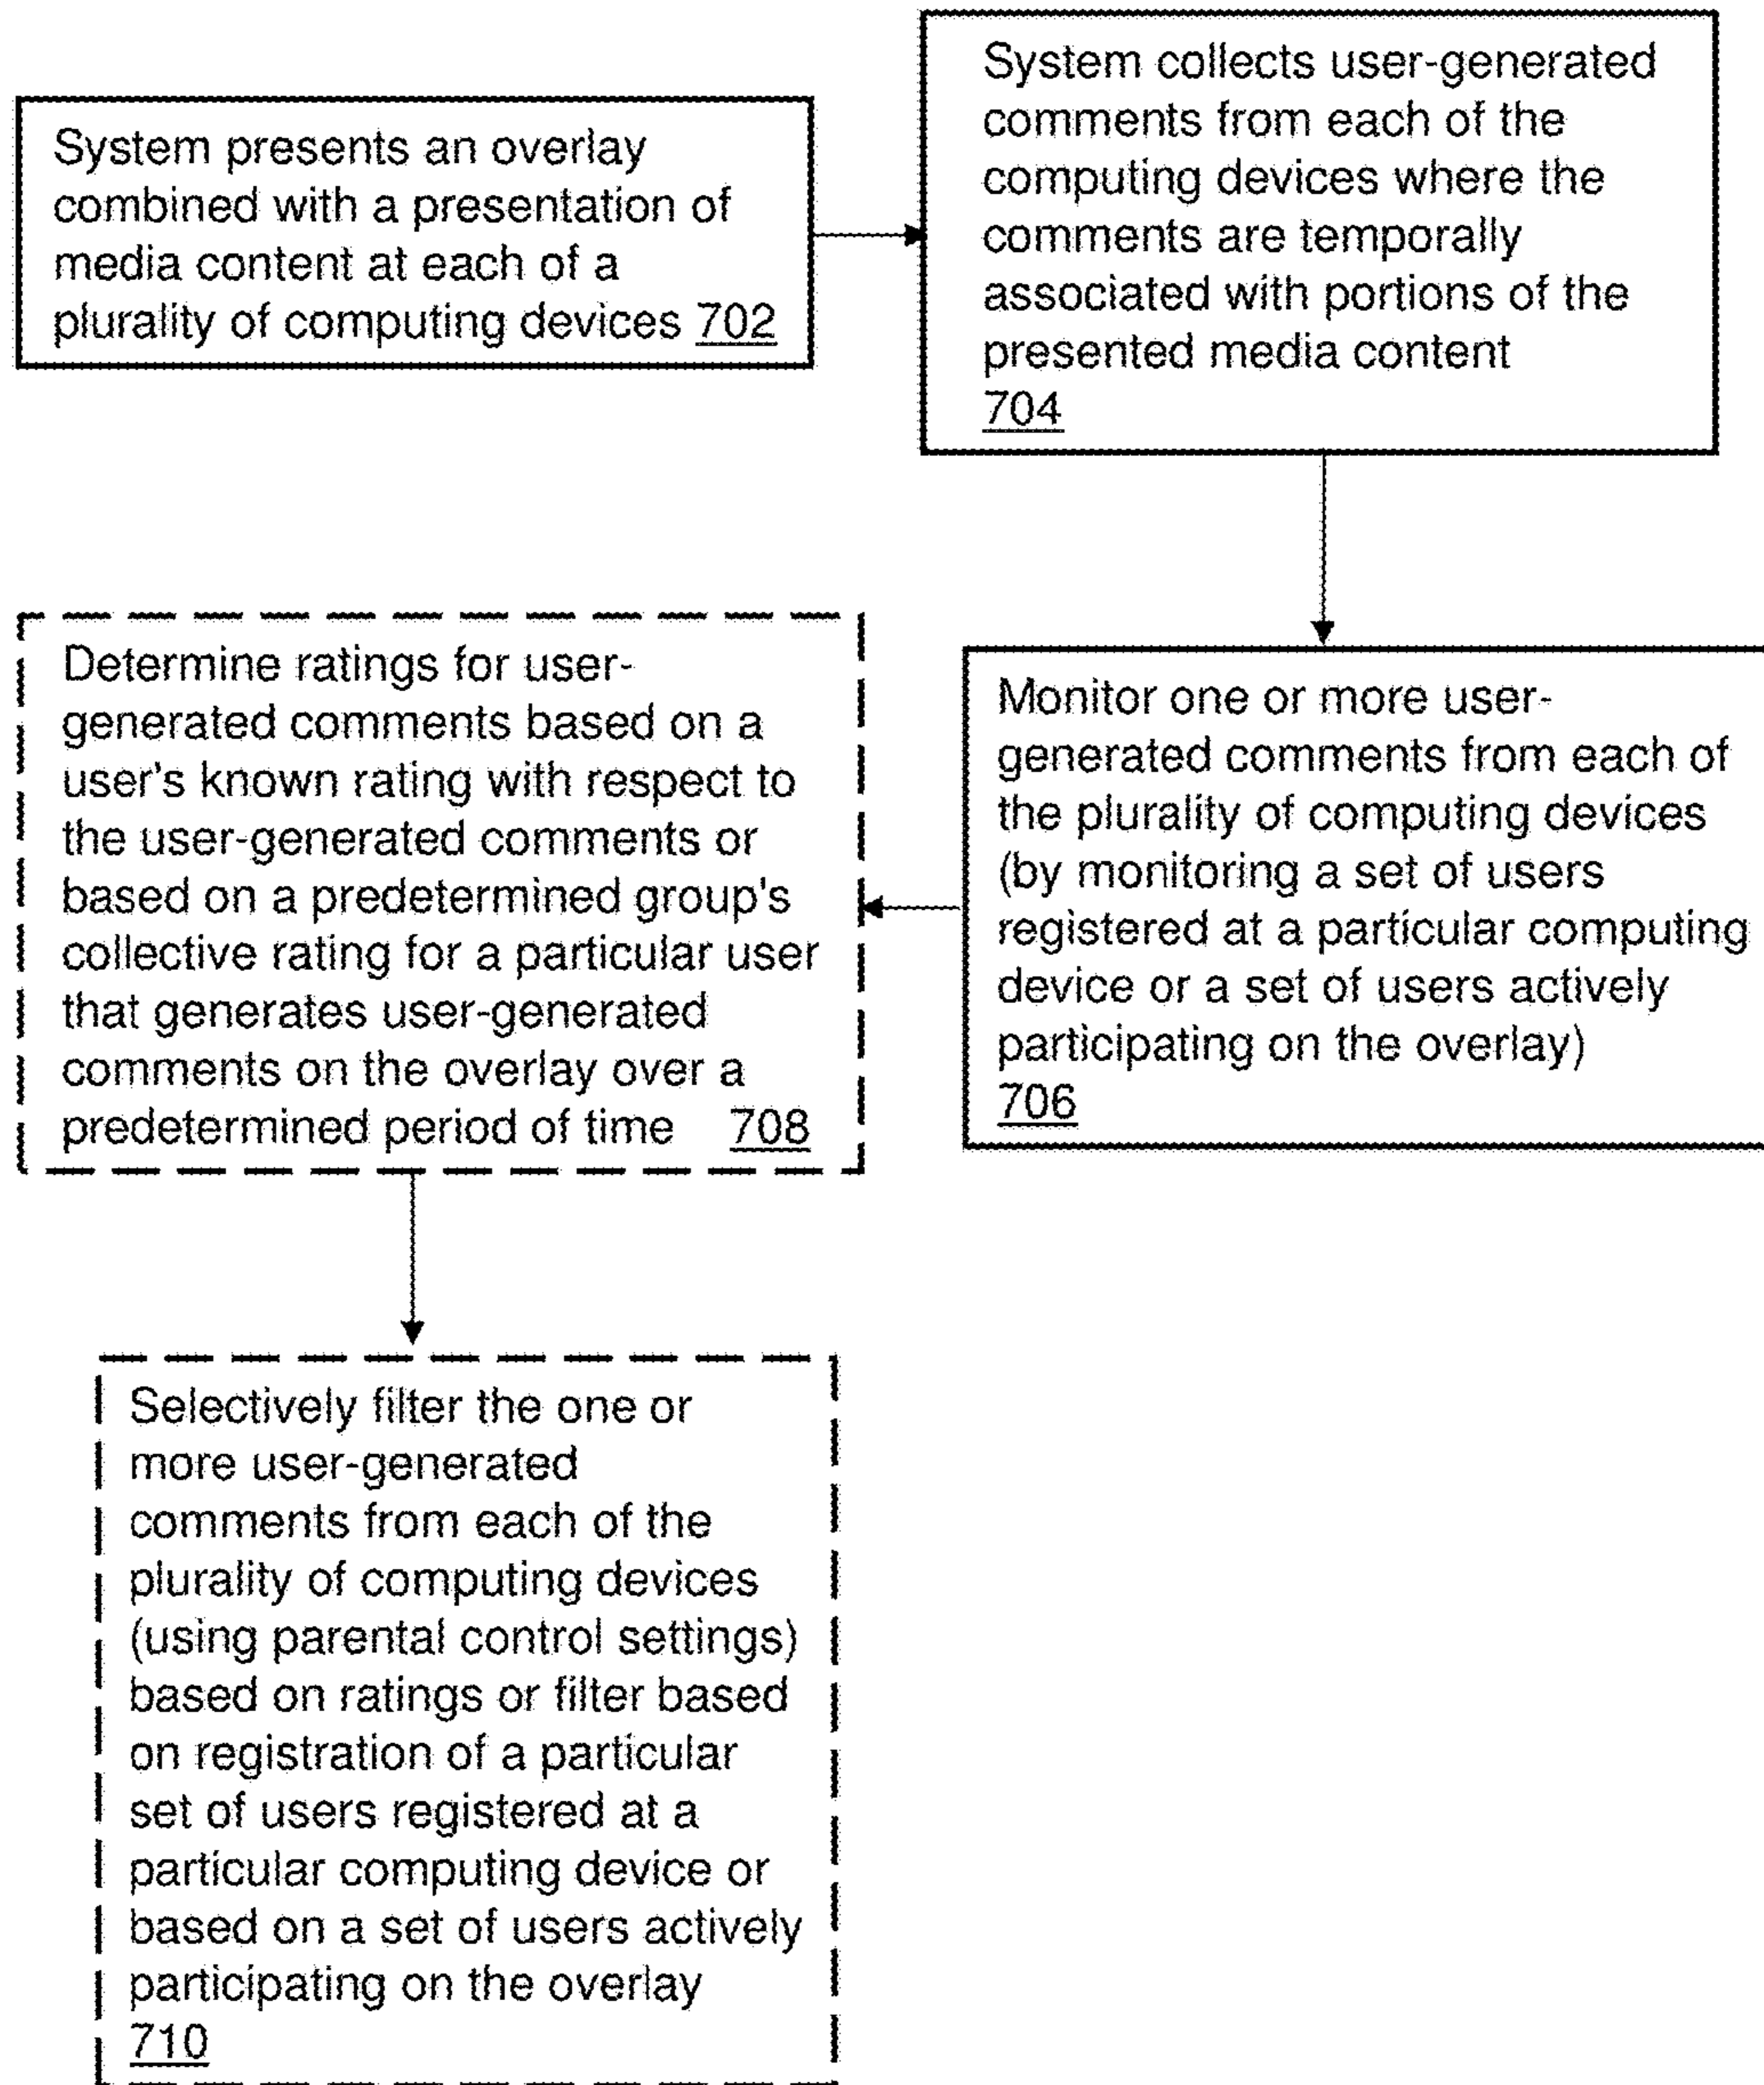 System presents an overlay
combined with a presentation of
media content at each of a
plurality of computing devices 702
System collects user-generated
comments from each of the
computing devices where the
comments are temporally
associated with portions of the
presented media content
704
Monitor one or more user-
generated comments from each of
the plurality of computing devices
(by monitoring a set of users
registered at a particular computing
device or a set of users actively
participating on the overlay)
706
Determine ratings for user-
generated comments based on a
user's known rating with respect to
the user-generated comments or
based on a predetermined group's
collective rating for a particular user
that generates user-generated
comments on the overlay over a
predetermined period of time 708
Selectively filter the one or
more user-generated
comments from each of the
plurality of computing devices
(using parental control settings)
based on ratings or filter based
on registration of a particular
set of users registered at a
particular computing device or
based on a set of users actively
participating on the overlay
710